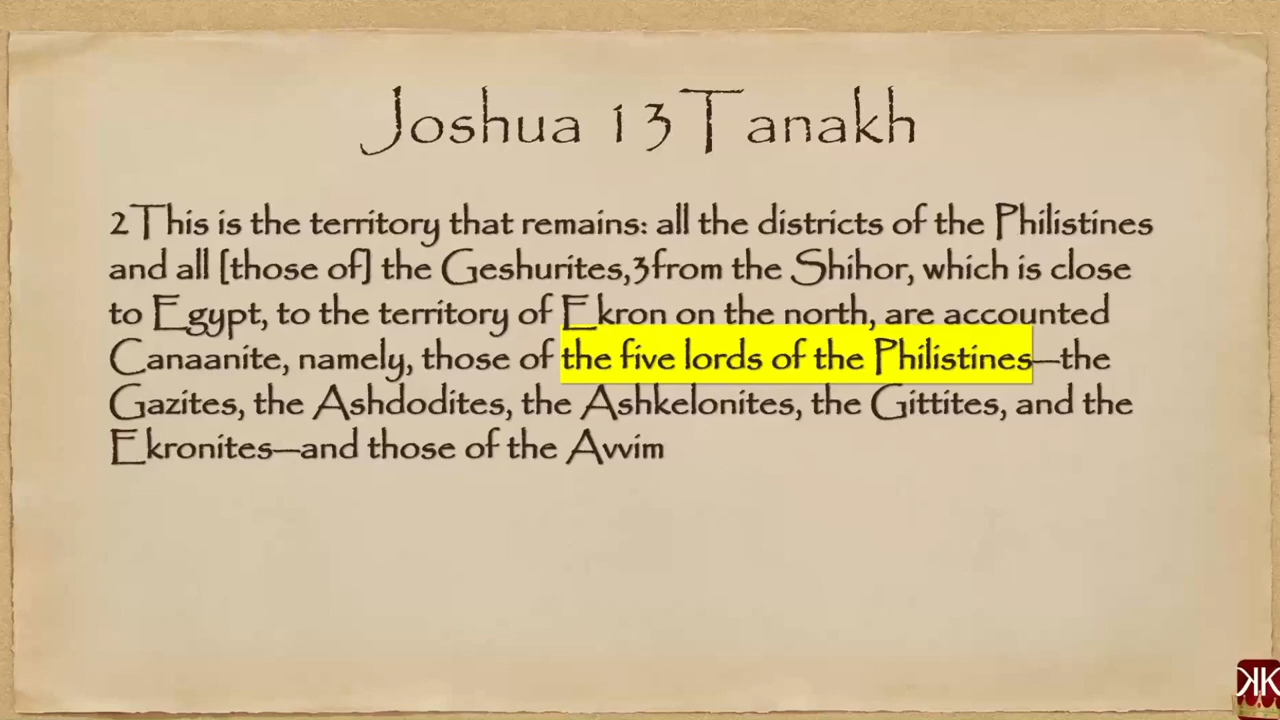 Joshua 13 Tanakh
2This is the territory that remains: all the districts of the Philistines
and all [those of] the Geshurites,3from the Shihor, which is close
to Egypt, to the territory of Ekron on the north, are accounted
Canaanite, namely, those of the five lords of the Philistines—the
Gazites, the Ashdodites, the Ashkelonites, the Gittites, and the
Ekronites—and those of the Avvim
KK